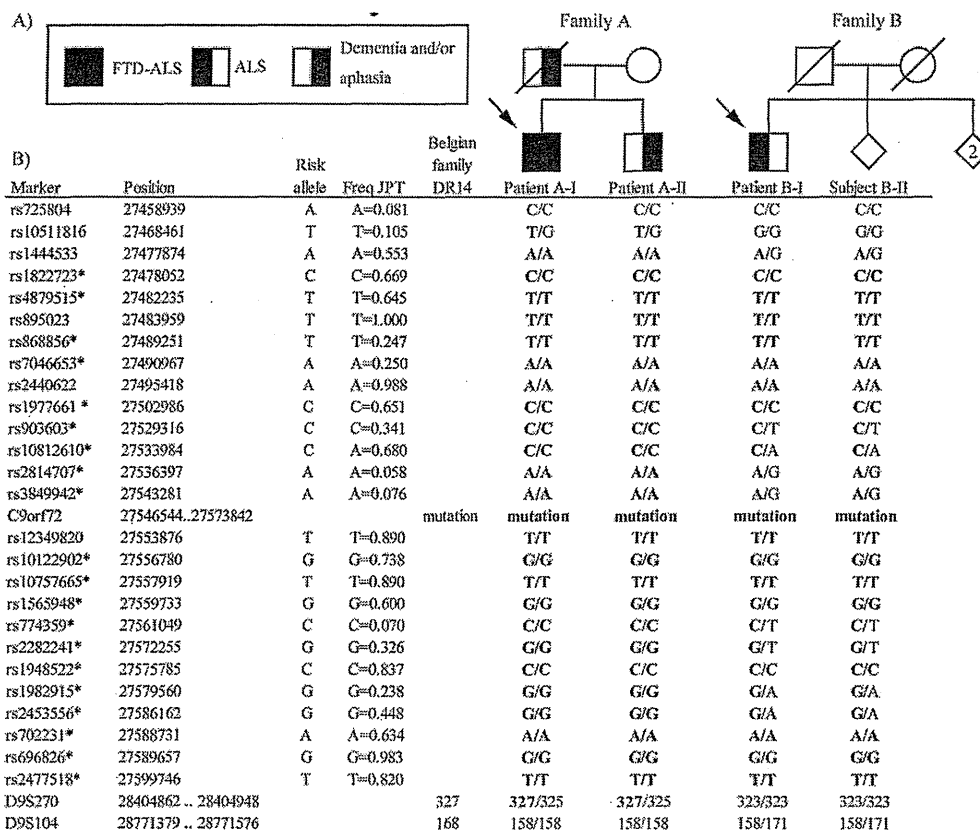 A)
FTD-ALS
ALS
Dementia and/or
aphasia
Family A
Family B
2
B)
Marker Position Risk allele Freq JPT Belgian family DR14 Patient A-I Patient A-II Patient B-I Subject B-II
rs725804 27458939 A A=0.081 C/C C/C C/C C/C
rs10511816 27468461 T T=0.105 T/G T/G G/G G/G
rs1444533 27477874 A A=0.553 A/A A/A A/G A/G
rs1822723* 27478052 C C=0.669 C/C C/C C/C C/C
rs4879515* 27482235 T T=0.645 T/T T/T T/T T/T
rs895023 27483959 T T=1.000 T/T T/T T/T T/T
rs868856* 27489251 T T=0.247 T/T T/T T/T T/T
rs7046653* 27490967 A A=0.250 A/A A/A A/A A/A
rs2440622 27495418 A A=0.988 A/A A/A A/A A/A
rs1977661 * 27502986 C C=0.651 C/C C/C C/C C/C
rs903603* 27529316 C C=0.341 C/C C/C C/T C/T
rs10812610* 27533984 C A=0.680 C/C C/C C/A C/A
rs2814707* 27536397 A A=0.058 A/A A/A A/G A/G
rs3849942* 27543281 A A=0.076 A/A A/A A/G A/G
C9orf72 27546544..27573842 mutation mutation mutation mutation mutation
rs12349820 27553876 T T=0.890 T/T T/T T/T T/T
rs10122902* 27556780 G G=0.738 G/G G/G G/G G/G
rs10757665* 27557919 T T=0.890 T/T T/T T/T T/T
rs1565948* 27559733 G G=0.600 G/G G/G G/G G/G
rs774359* 27561049 C C=0.070 C/C C/C C/T C/T
rs2282241* 27572255 G G=0.326 G/G G/G G/T G/T
rs1948522* 27575785 C C=0.837 C/C C/C C/C C/C
rs1982915* 27579560 G G=0.238 G/G G/G G/A G/A
rs2453556* 27586162 G G=0.448 G/G G/G G/A G/A
rs702231* 27588731 A A=0.634 A/A A/A A/A A/A
rs696826* 27589657 G G=0.983 G/G G/G G/G G/G
rs2477518* 27599746 T T=0.820 T/T T/T T/T T/T
D9S270 28404862 .. 28404948 327 327/325 327/325 323/323 323/323
D9S104 28771379 .. 28771576 168 158/158 158/158 158/171 158/171